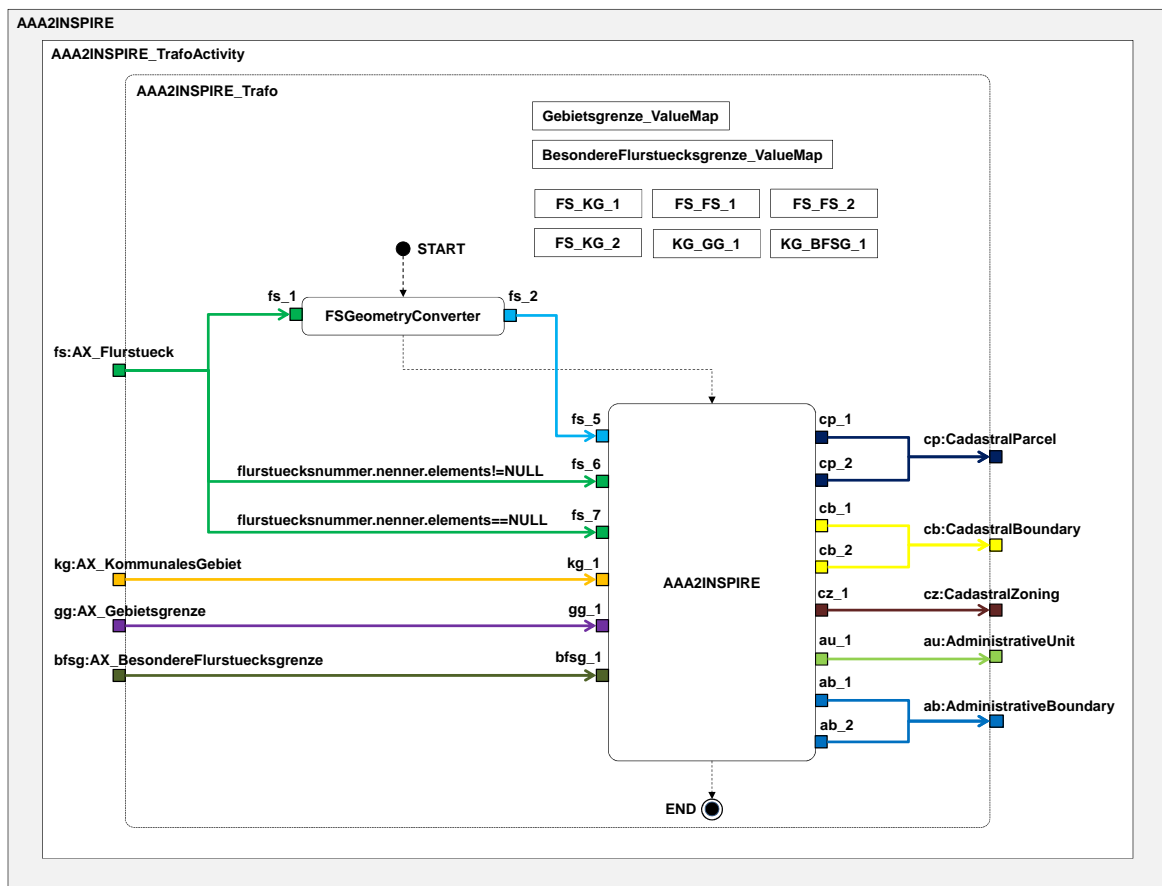 AAA2INSPIRE
AAA2INSPIRE_TrafoActivity
AAA2INSPIRE_Trafo
Gebietsgrenze_ValueMap
BesondereFlurstuecksgrenze_ValueMap
FS_KG_1 FS_FS_1 FS_FS_2
FS_KG_2 KG_GG_1 KG_BFSG_1
START
fs_1 fs_2
FSGeometryConverter
fs:AX_Flurstueck
fs_5 cp_1
cp:CadastralParcel
flurstuecksnummer.nenner.elements!=NULL fs_6 cp_2
flurstuecksnummer.nenner.elements==NULL fs_7 cb_1
cb:CadastralBoundary
kg:AX_KommunalesGebiet kg_1 cb_2
AAA2INSPIRE
cz_1 cz:CadastralZoning
gg:AX_Gebietsgrenze gg_1
au_1 au:AdministrativeUnit
bfsg:AX_BesondereFlurstuecksgrenze bfsg_1
ab_1
ab:AdministrativeBoundary
ab_2
END